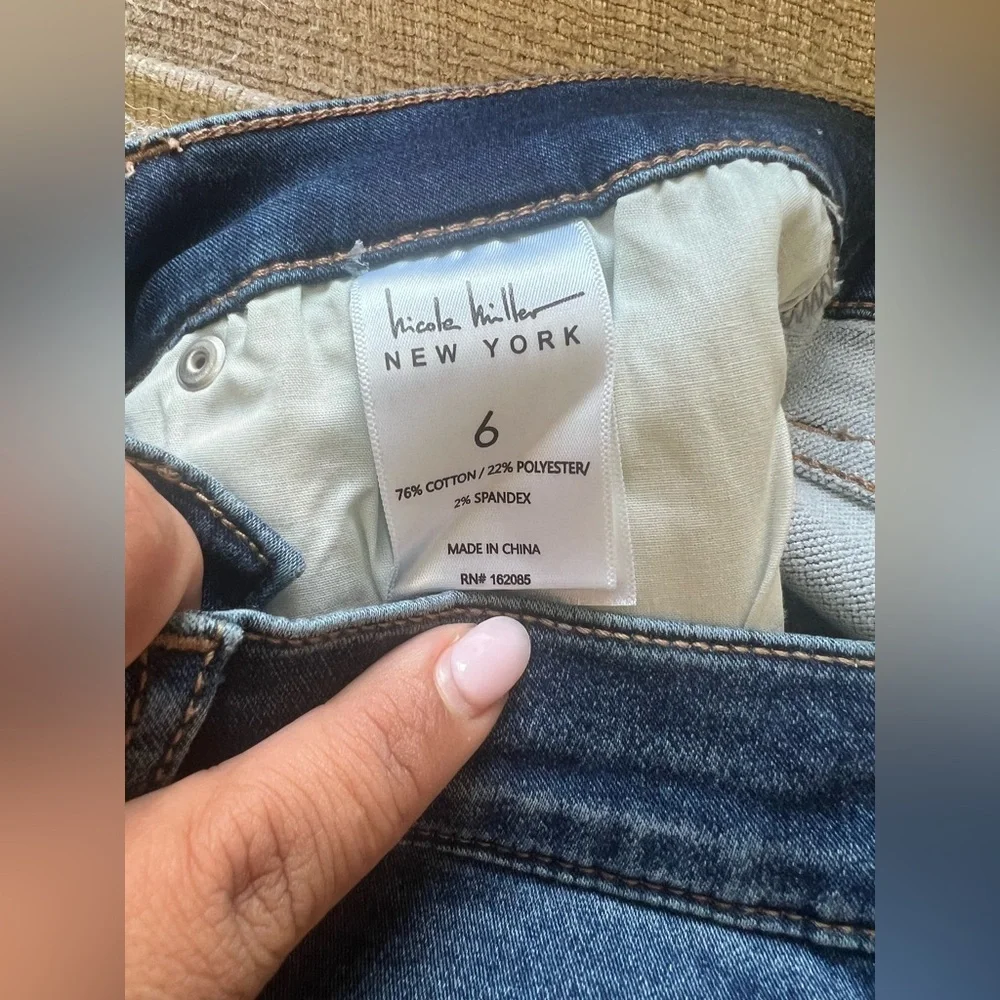 Nicole Miller
NEW YORK
6
76% COTTON / 22% POLYESTER/
2% SPANDEX
MADE IN CHINA
RN# 162085